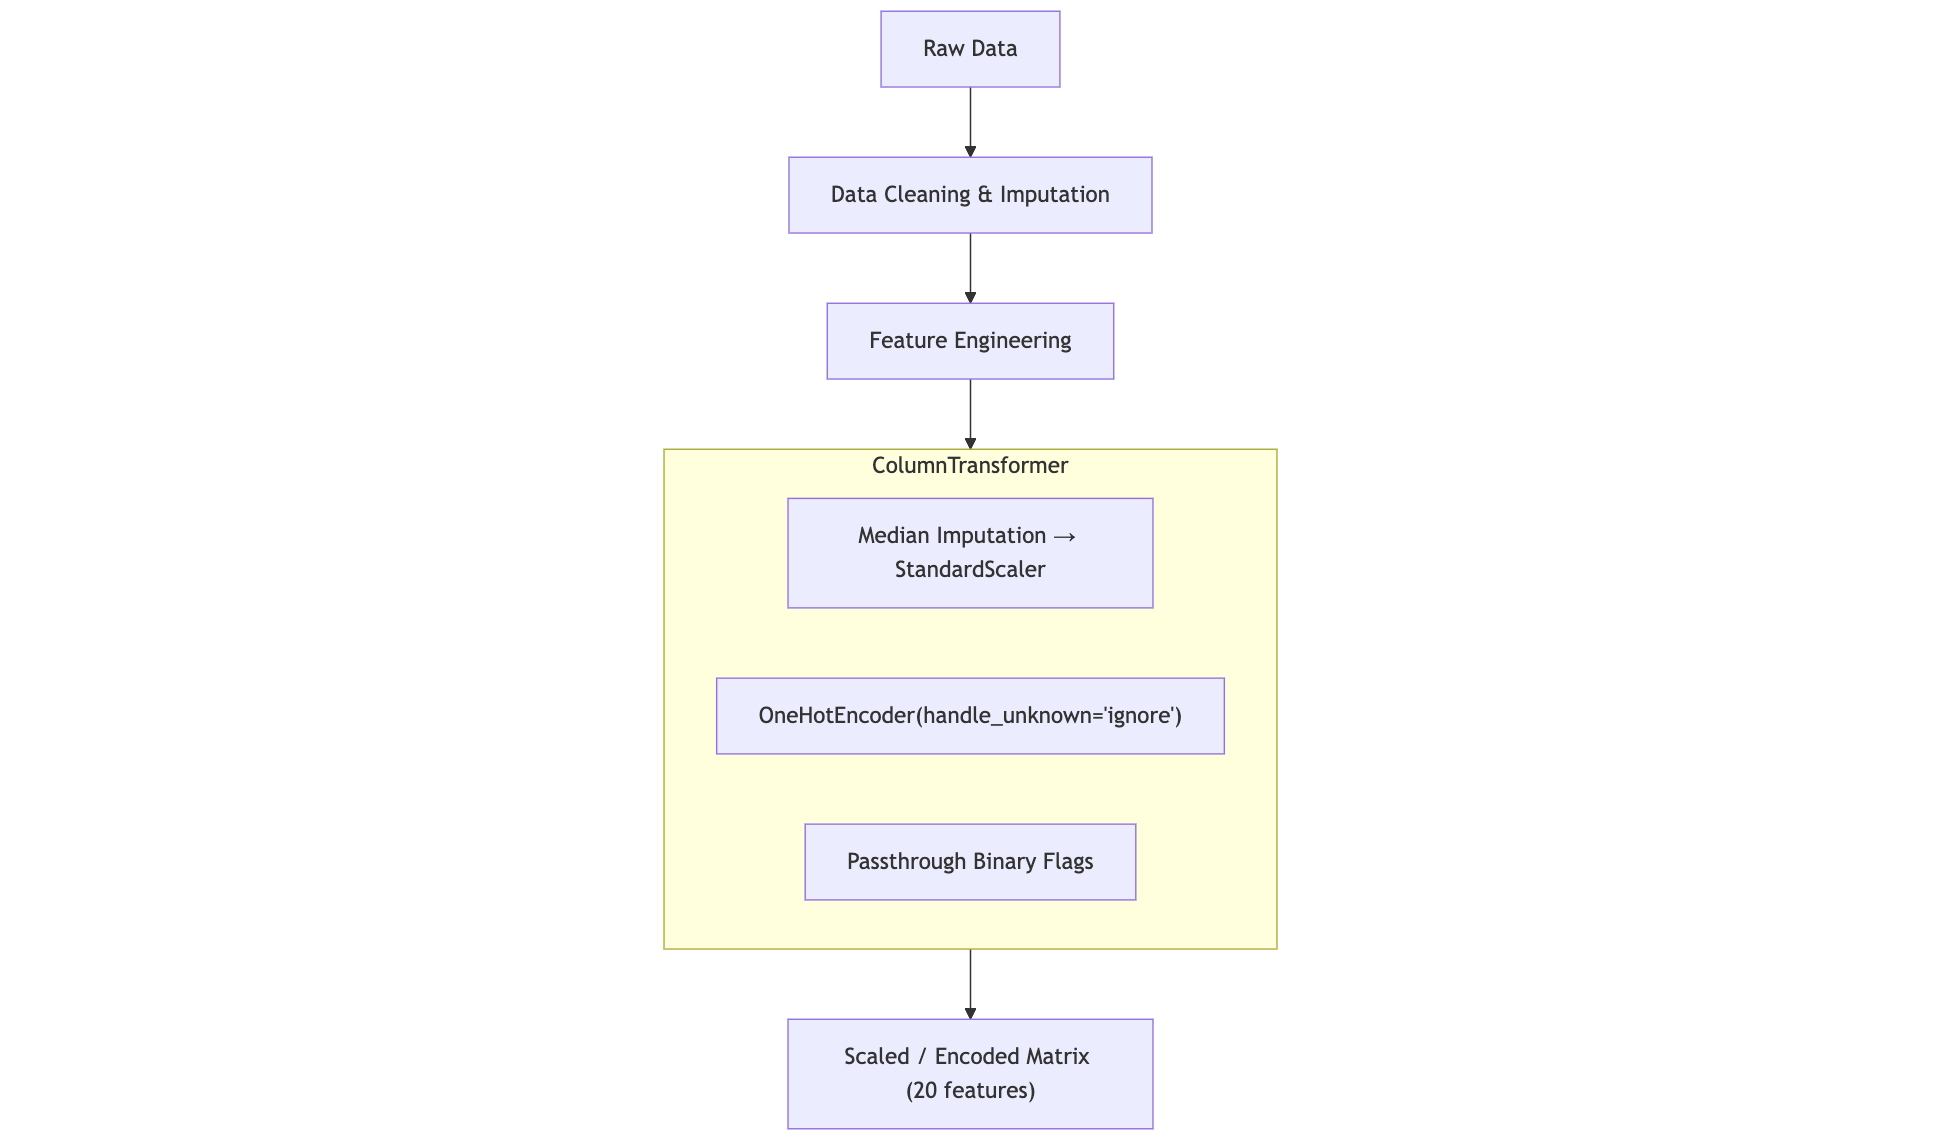 Raw Data
Data Cleaning & Imputation
Feature Engineering
ColumnTransformer
Median Imputation →
StandardScaler
OneHotEncoder(handle_unknown='ignore')
Passthrough Binary Flags
Scaled / Encoded Matrix
(20 features)